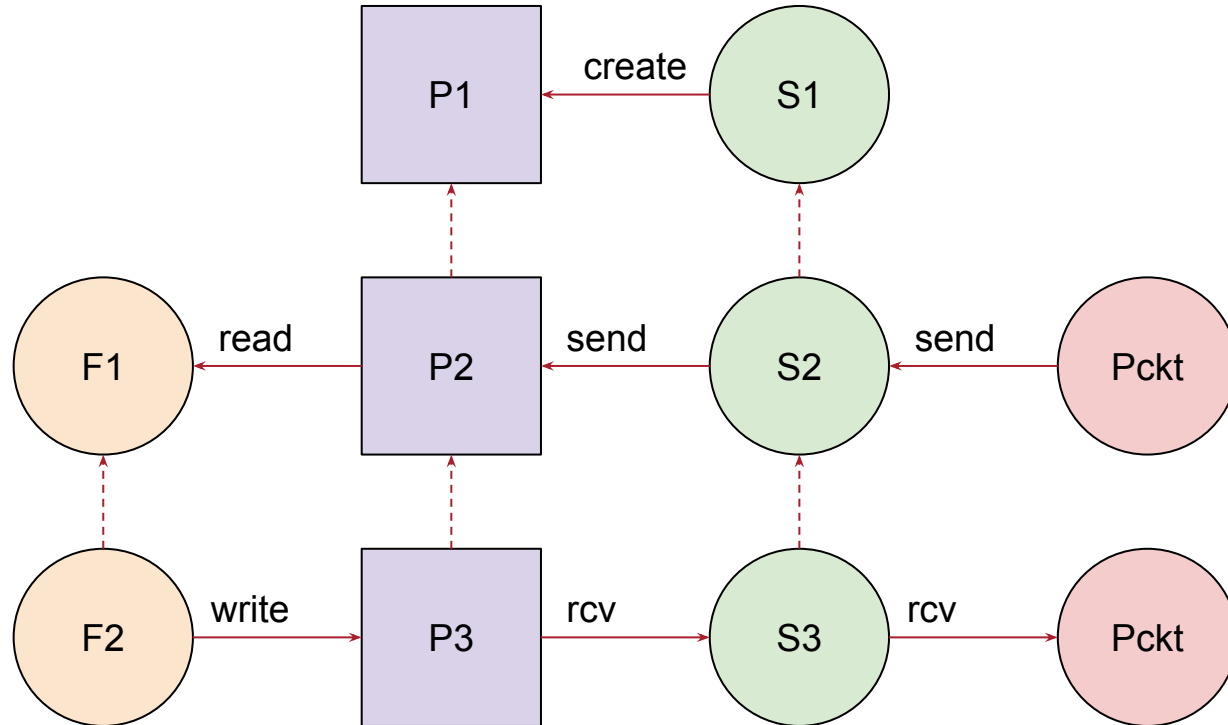 P1
create
S1
F1
read
P2
send
S2
send
Pckt
F2
write
P3
rcv
S3
rcv
Pckt